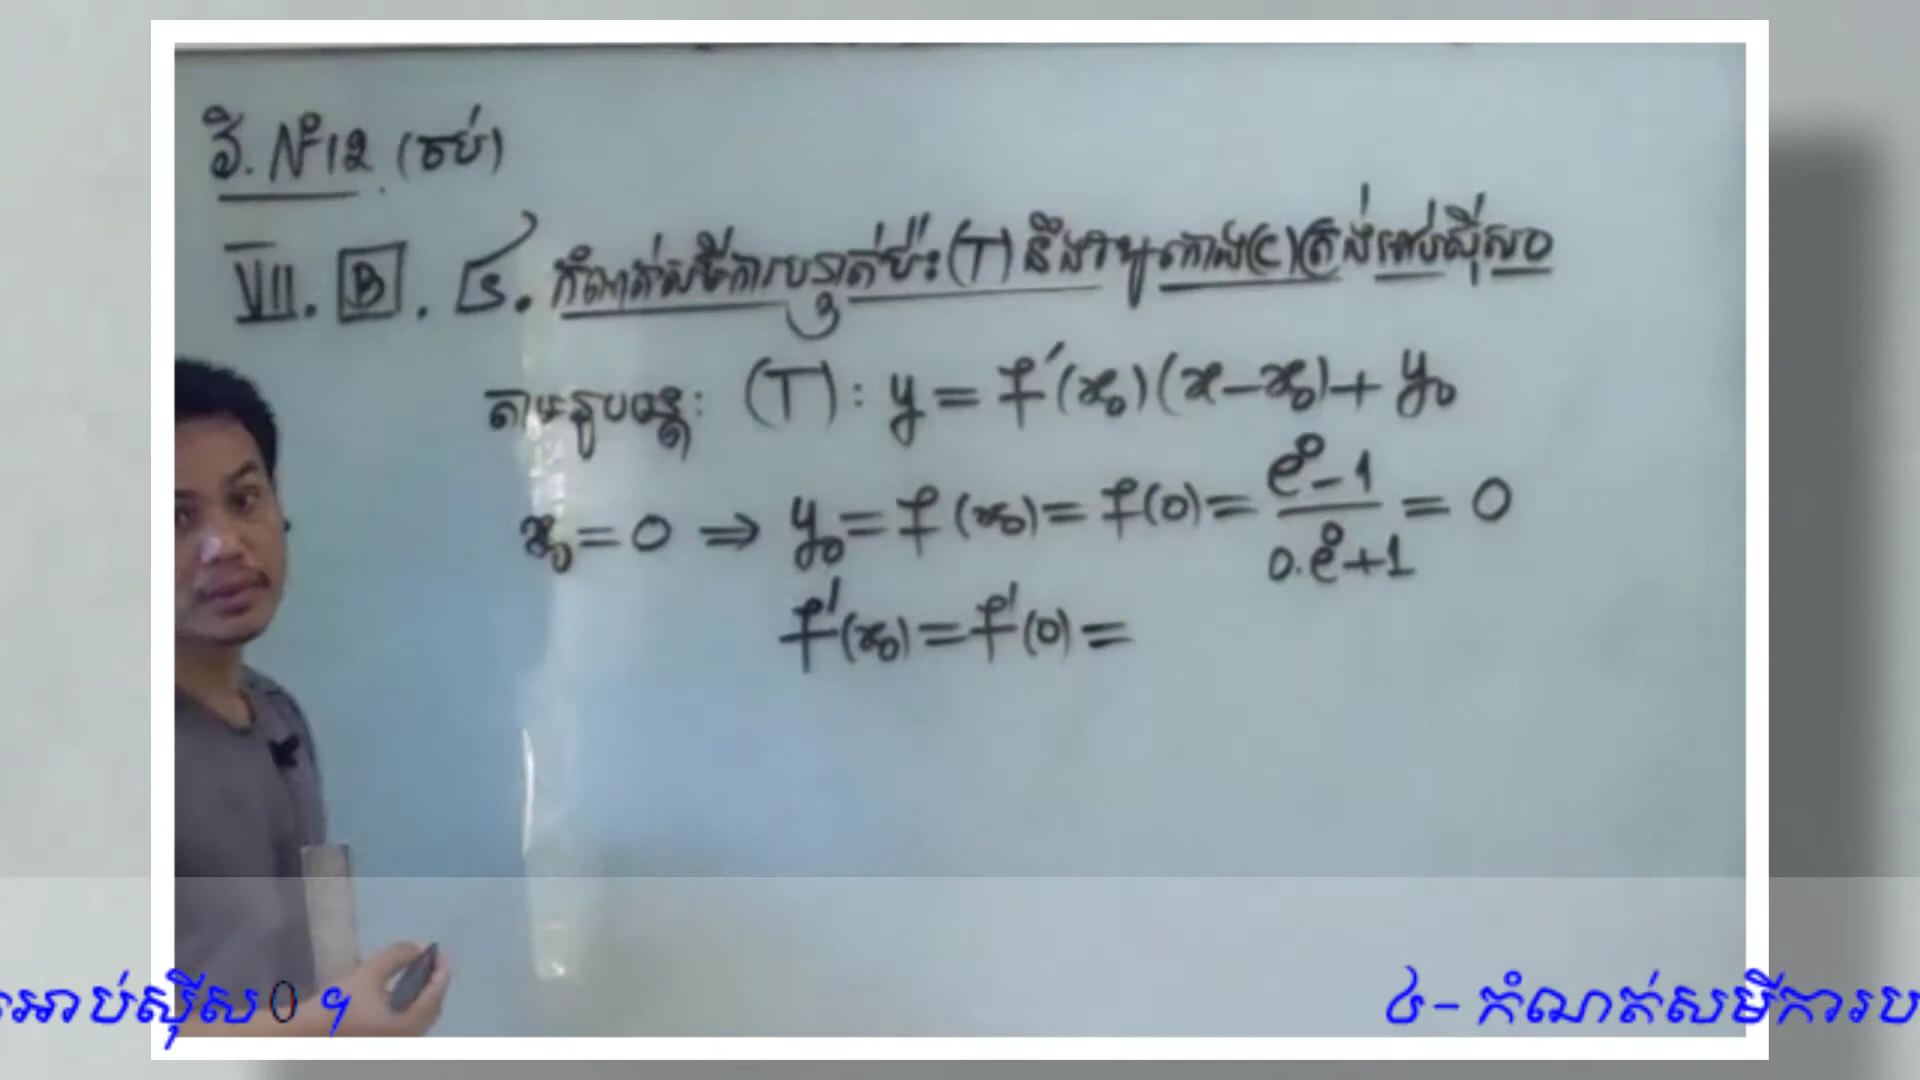 វិ. N°12 (ចប់)
VII. B . ៤. កំណត់សមីការបន្ទាត់ប៉ះ (T) នឹងខ្សែកោង (C) ត្រង់អាប់ស៊ីស 0
តាមរូបមន្ត: (T) : y = f'(x₀)(x-x₀) + y₀
x₀ = 0 ⇒ y₀ = f(x₀) = f(0) = (e⁰-1)/(0.e⁰+1) = 0
f'(x₀) = f'(0) =
អាប់ស៊ីស 0 ។ ៤- កំណត់សមីការប